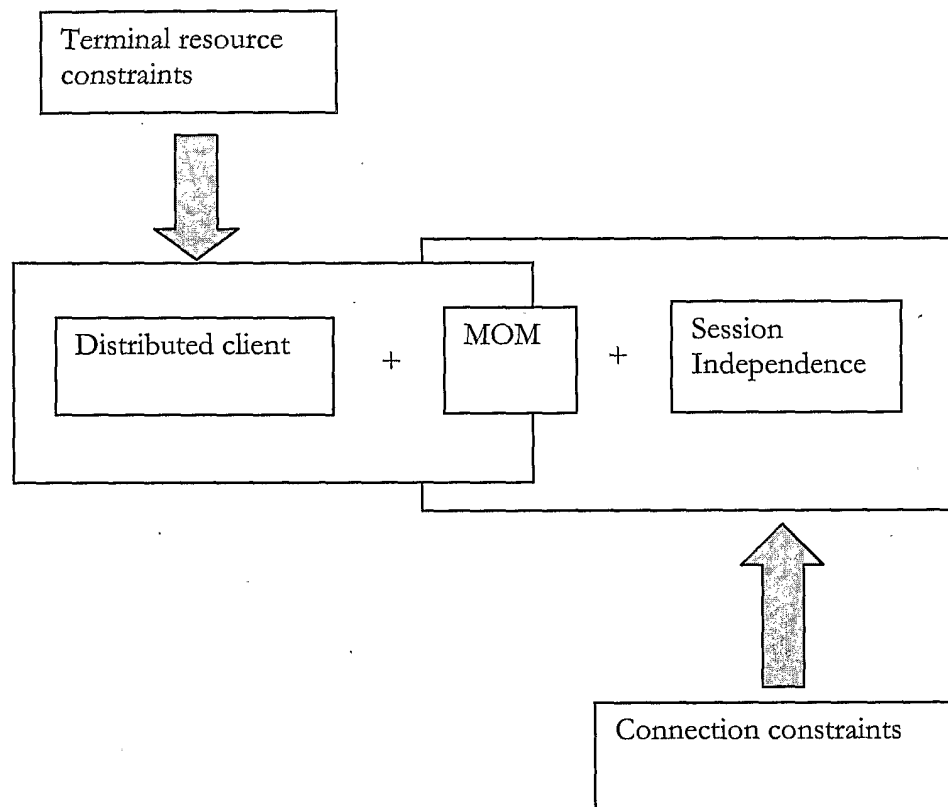 Terminal resource
constraints
Distributed client
+
MOM
+
Session
Independence
Connection constraints